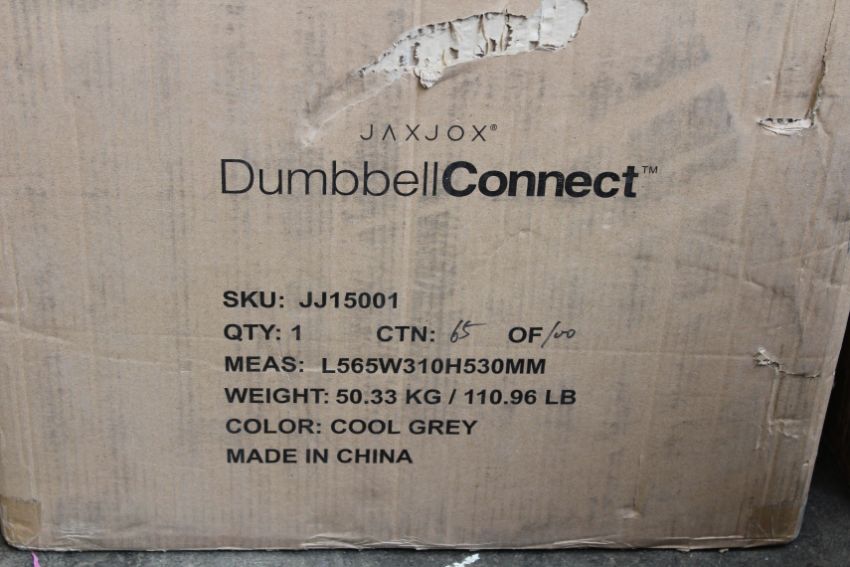 JAXJOX®
DumbbellConnect™
SKU: JJ15001
QTY: 1 CTN: 65 OF 100
MEAS: L565W310H530MM
WEIGHT: 50.33 KG / 110.96 LB
COLOR: COOL GREY
MADE IN CHINA